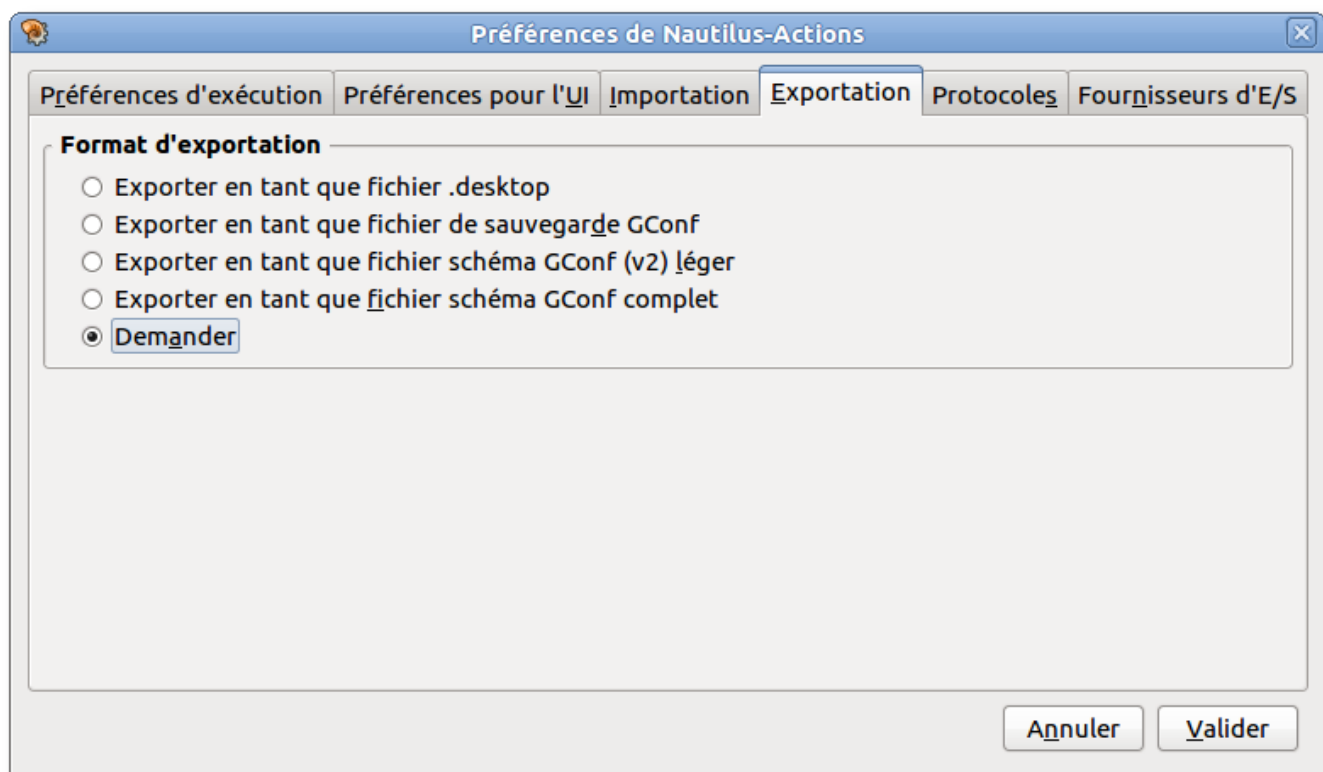 Préférences de Nautilus-Actions
Préférences d'exécution Préférences pour l'UI Importation Exportation Protocoles Fournisseurs d'E/S
Format d'exportation
Exporter en tant que fichier .desktop
Exporter en tant que fichier de sauvegarde GConf
Exporter en tant que fichier schéma GConf (v2) léger
Exporter en tant que fichier schéma GConf complet
Demander
Annuler Valider